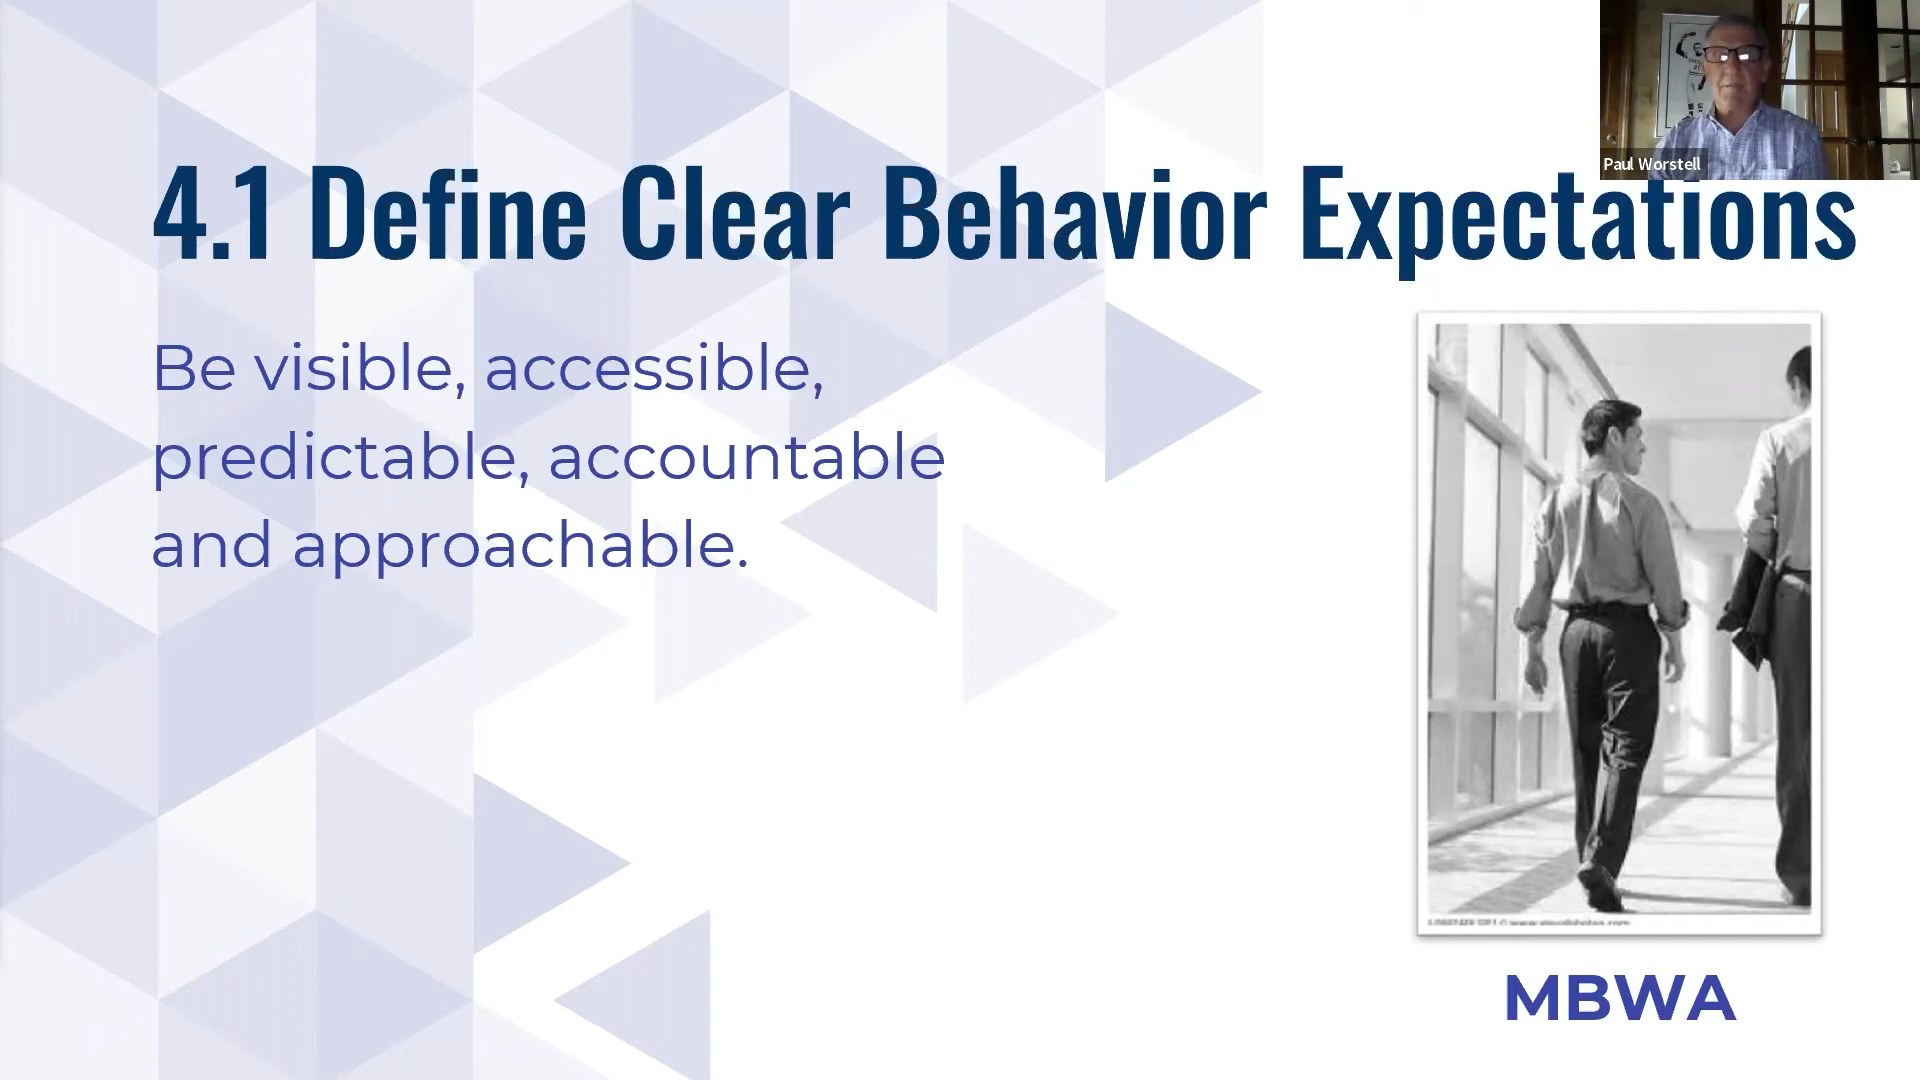 Paul Worstell
4.1 Define Clear Behavior Expectations
Be visible, accessible,
predictable, accountable
and approachable.
MBWA